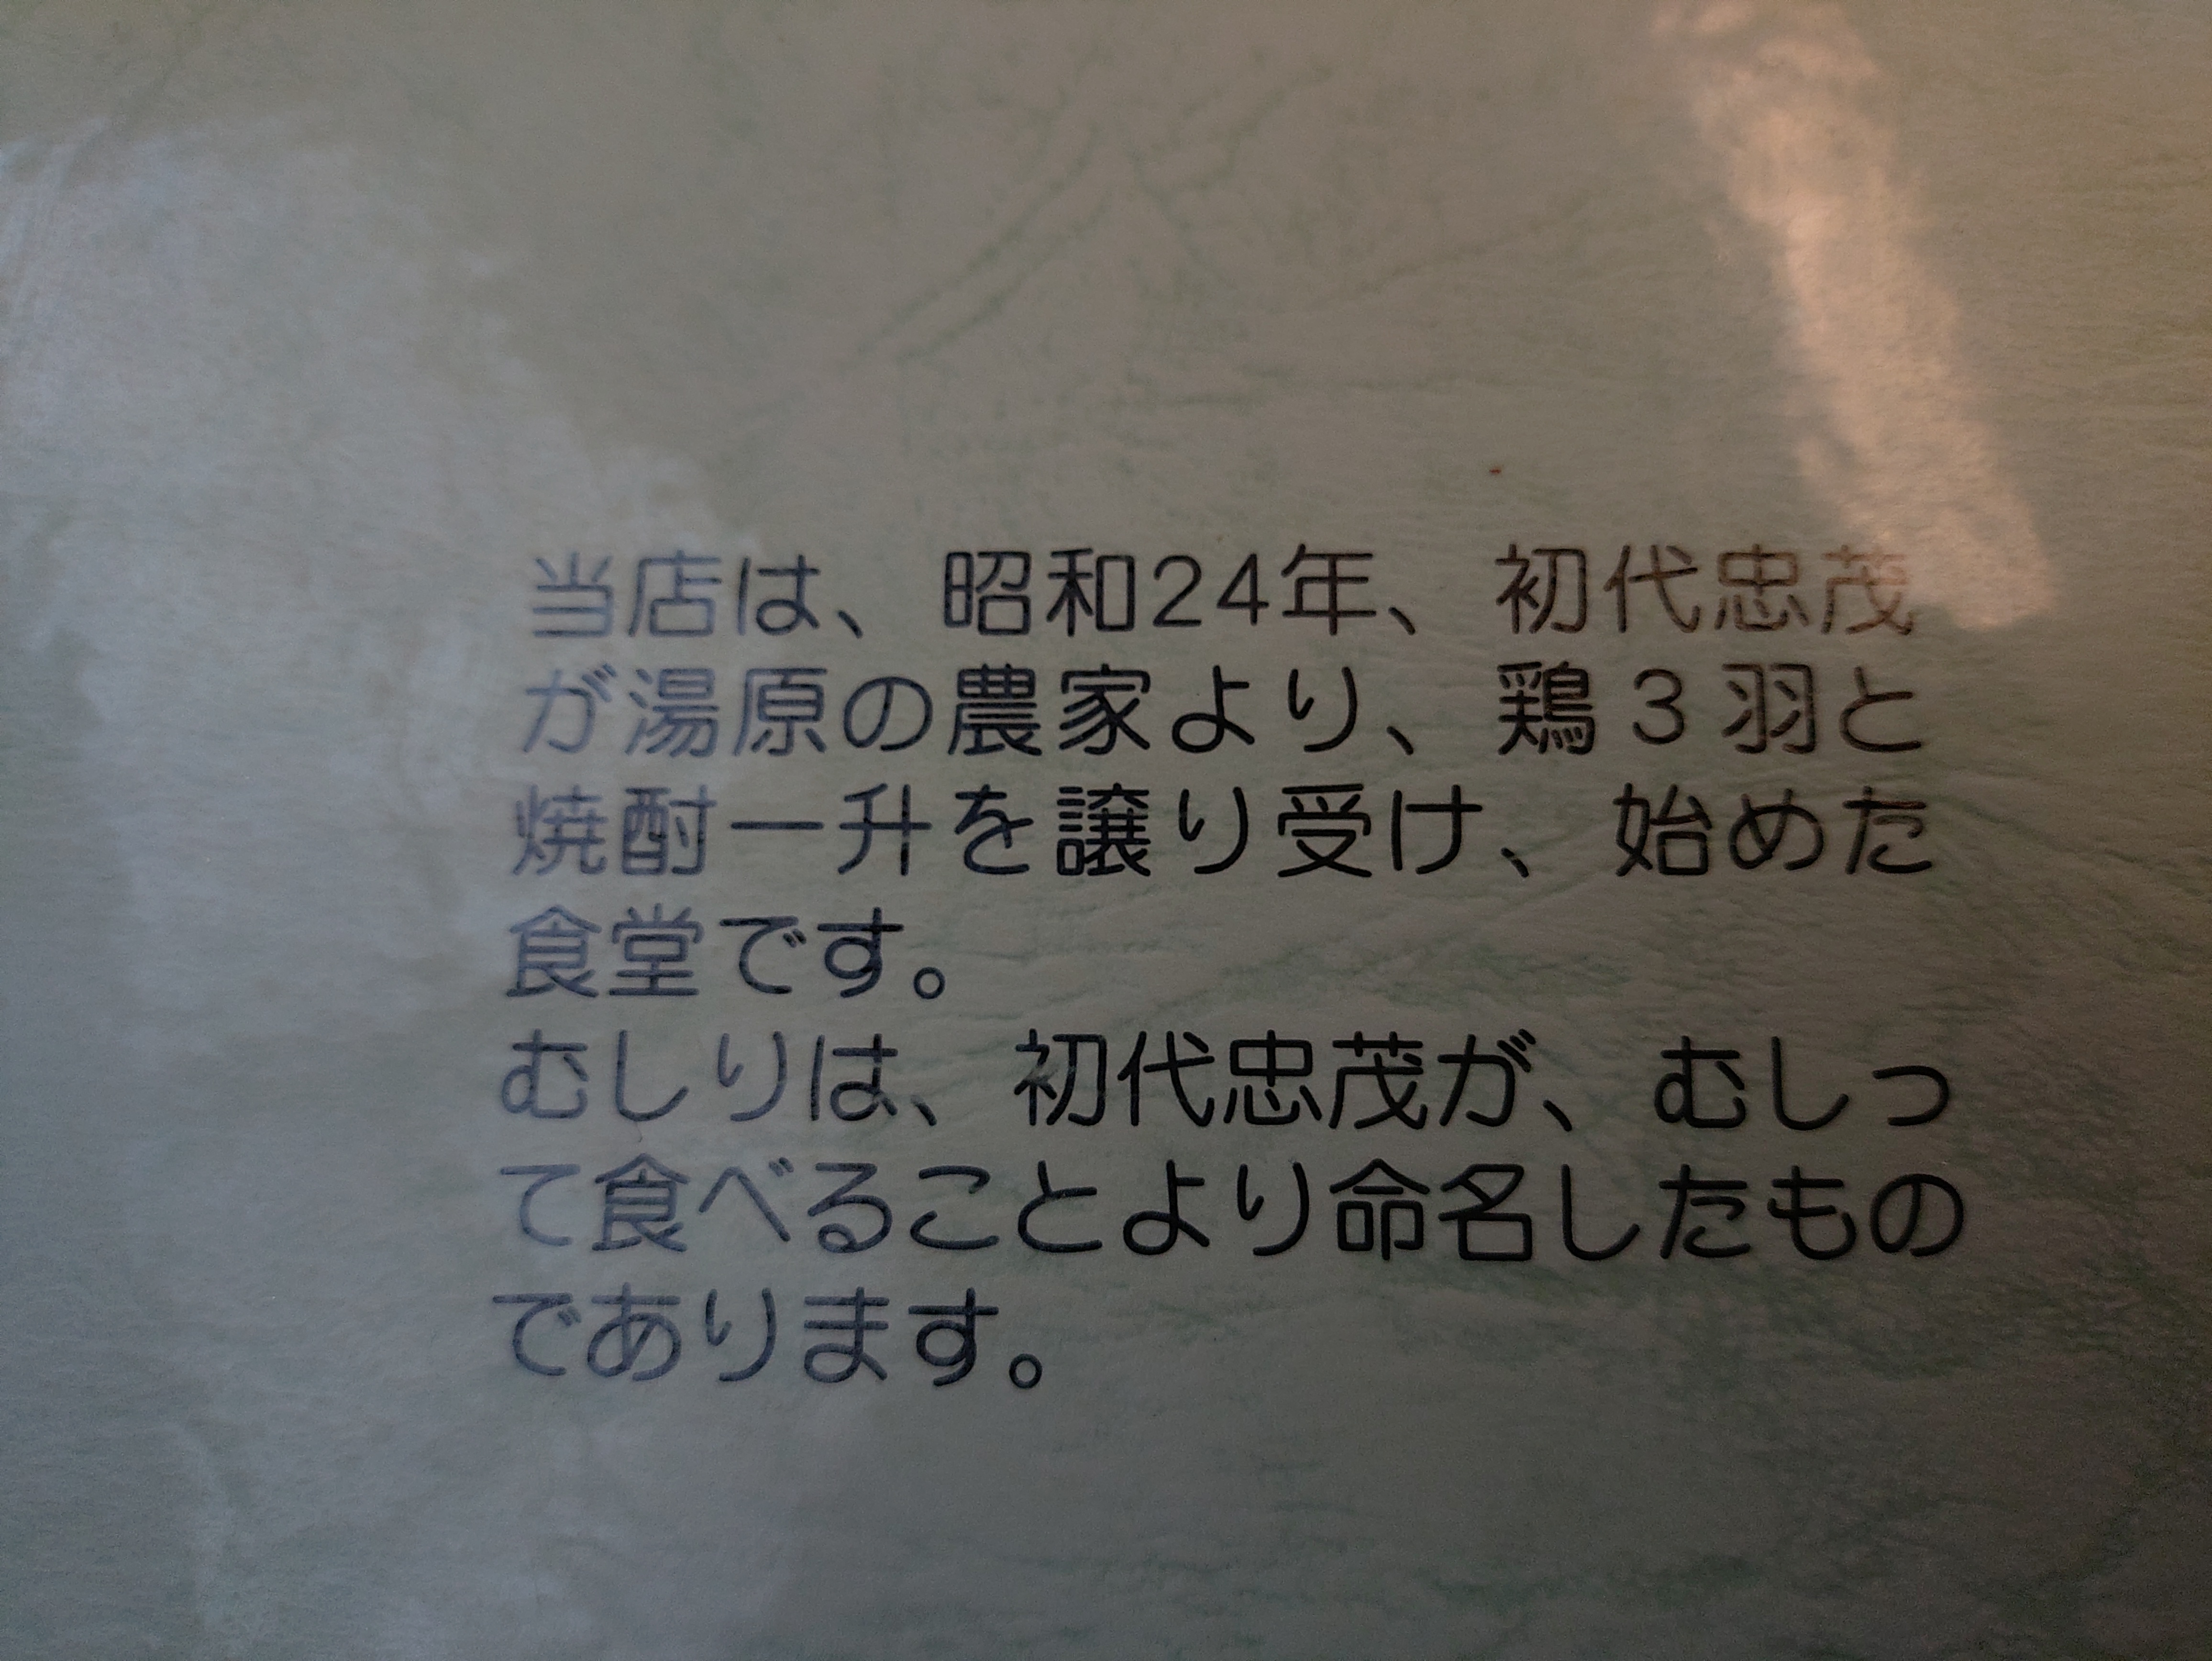 当店は、昭和24年、初代忠茂
が湯原の農家より、鶏３羽と
焼酎一升を譲り受け、始めた
食堂です。
むしりは、初代忠茂が、むしっ
て食べることより命名したもの
であります。